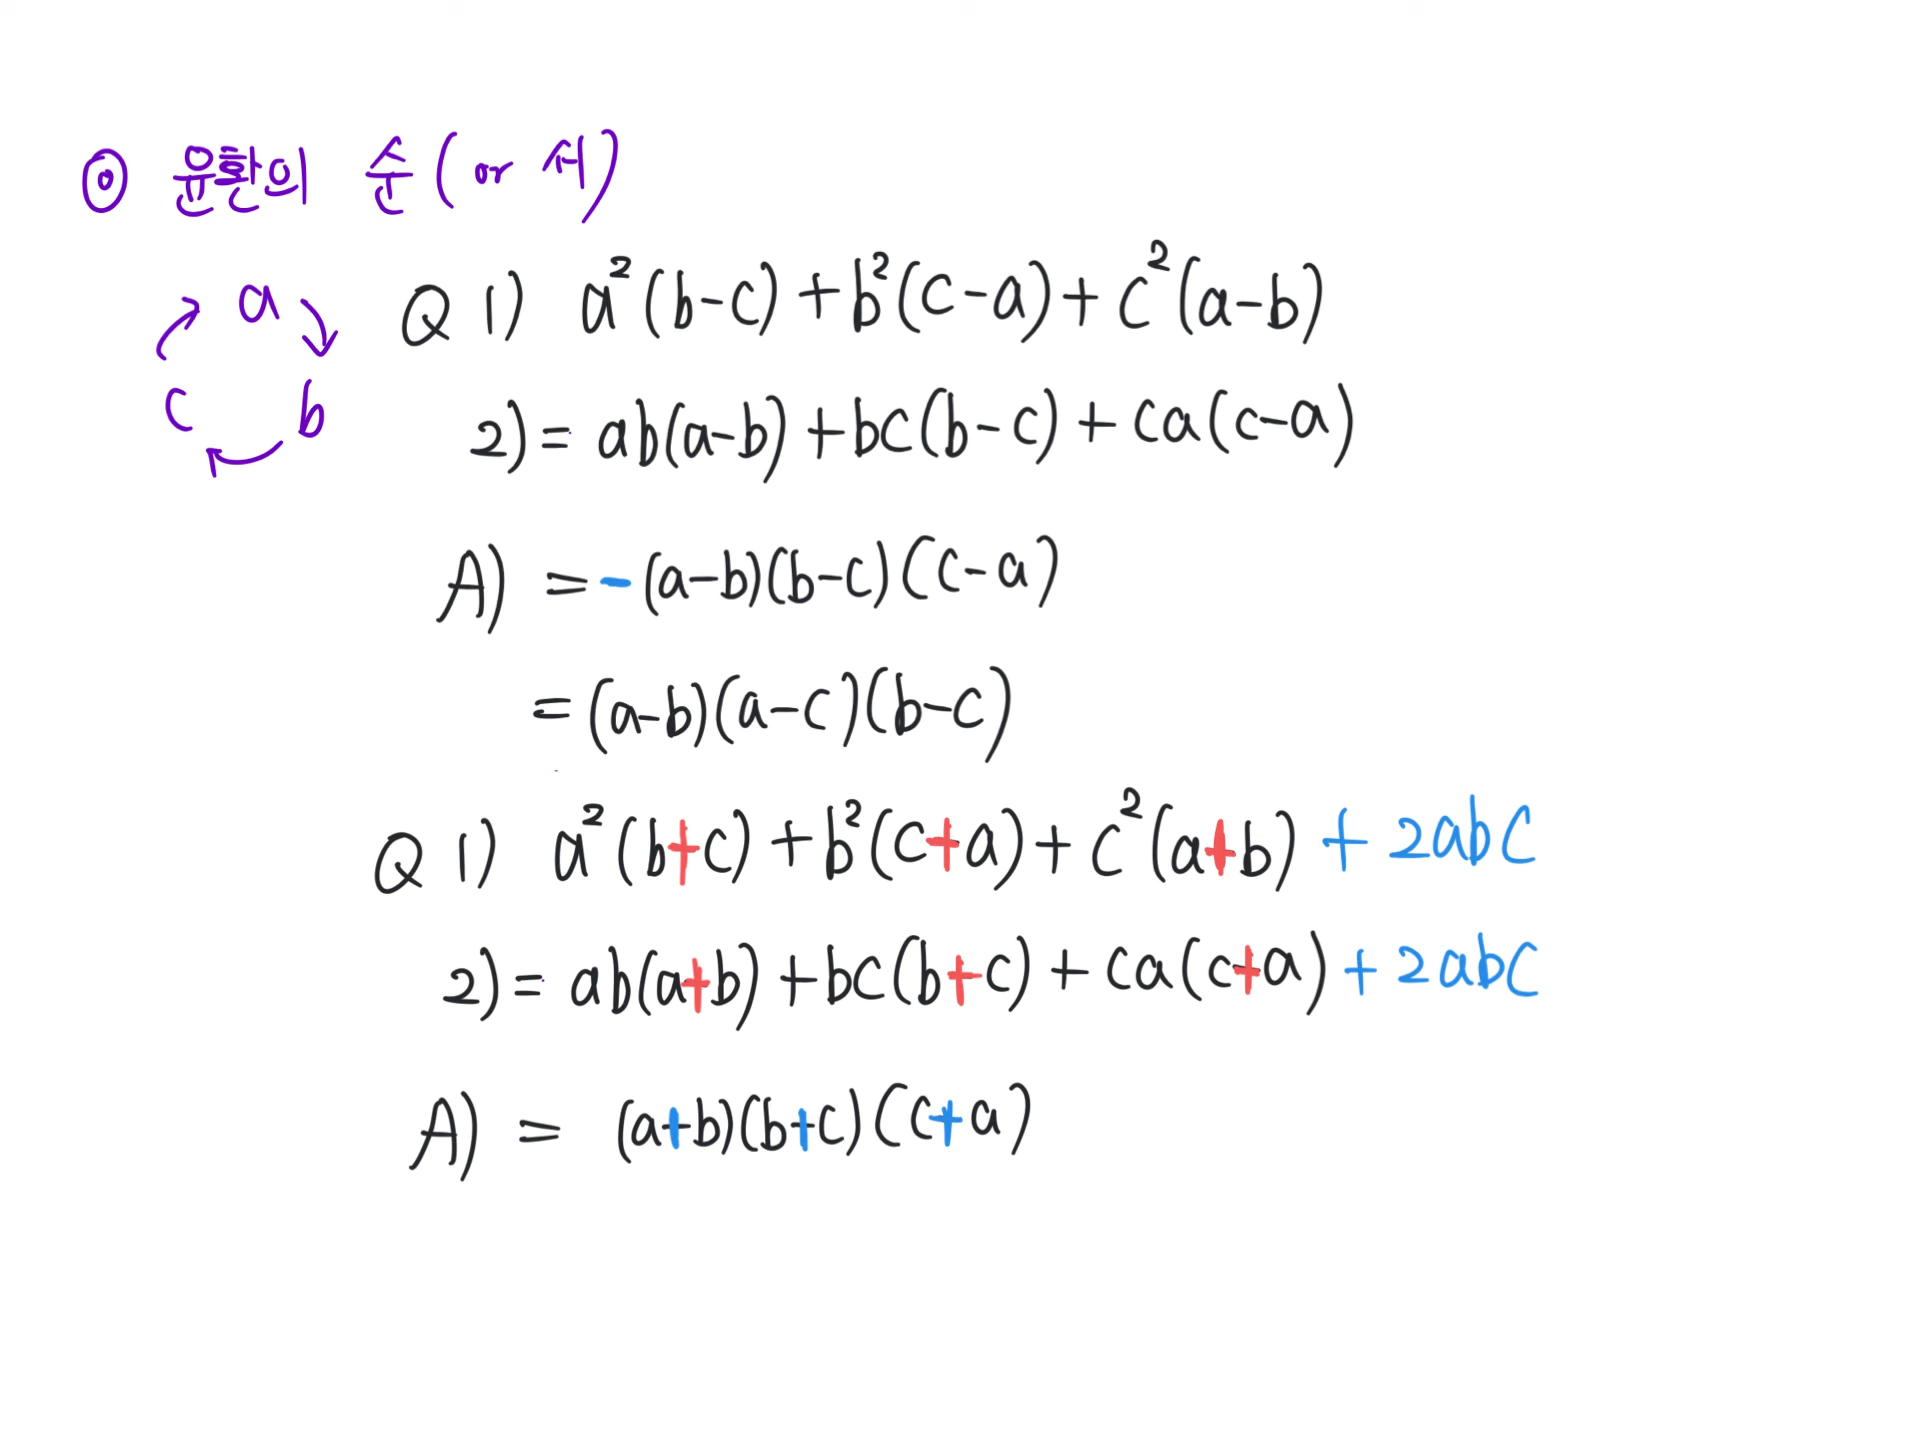 ◎ 윤환의 순(or 서)
a
c b
Q 1) a²(b-c)+b²(c-a)+c²(a-b)
2)= ab(a-b)+bc(b-c)+ca(c-a)
A) =-(a-b)(b-c)(c-a)
=(a-b)(a-c)(b-c)
Q 1) a²(b+c)+b²(c+a)+c²(a+b)+2abc
2)= ab(a+b)+bc(b+c)+ca(c+a)+2abc
A) = (a+b)(b+c)(c+a)